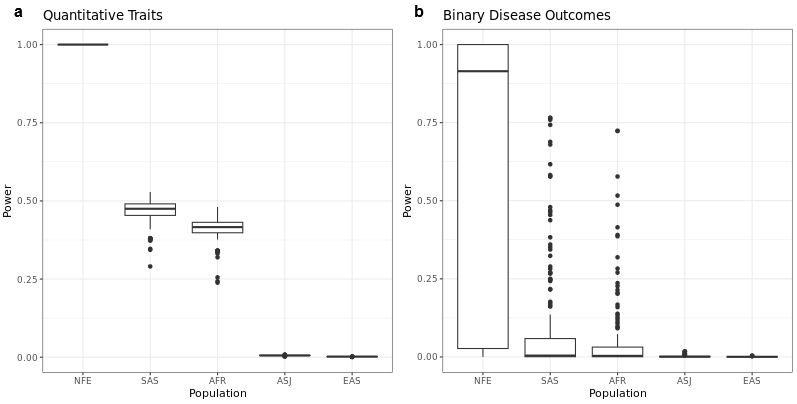 a Quantitative Traits
1.00
0.75
0.50
0.25
0.00
Power
NFE SAS AFR ASJ EAS
Population
b Binary Disease Outcomes
1.00
0.75
0.50
0.25
0.00
Power
NFE SAS AFR ASJ EAS
Population